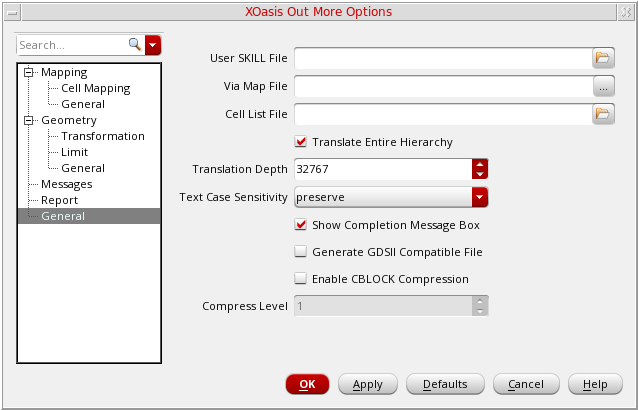 XOasis Out More Options
Search...
Mapping
Cell Mapping
General
Geometry
Transformation
Limit
General
Messages
Report
General
User SKILL File
Via Map File ...
Cell List File
Translate Entire Hierarchy
Translation Depth 32767
Text Case Sensitivity preserve
Show Completion Message Box
Generate GDSII Compatible File
Enable CBLOCK Compression
Compress Level 1
OK Apply Defaults Cancel Help